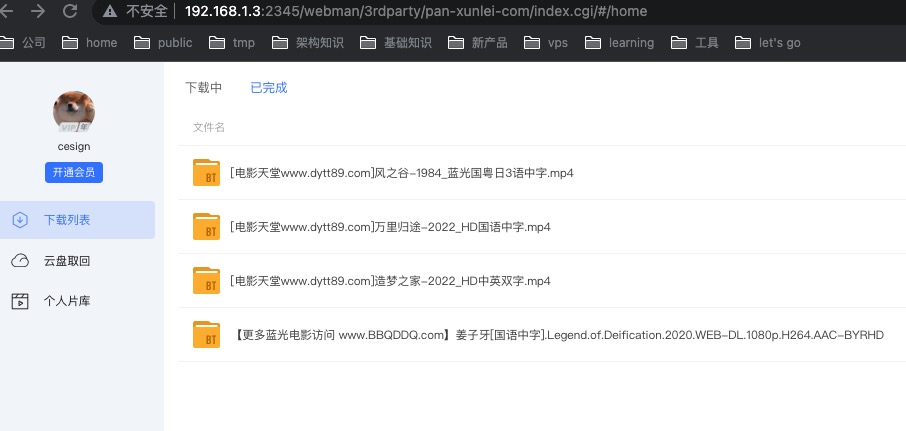 不安全 192.168.1.3:2345/webman/3rdparty/pan-xunlei-com/index.cgi/#/home
公司 home public tmp 架构知识 基础知识 新产品 vps learning 工具 let's go
下载中 已完成
文件名
cesign
开通会员
下载列表
云盘取回
个人片库
BT [电影天堂www.dytt89.com]风之谷-1984_蓝光国粤日3语中字.mp4
BT [电影天堂www.dytt89.com]万里归途-2022_HD国语中字.mp4
BT [电影天堂www.dytt89.com]造梦之家-2022_HD中英双字.mp4
BT 【更多蓝光电影访问 www.BBQDDQ.com】姜子牙[国语中字].Legend.of.Deification.2020.WEB-DL.1080p.H264.AAC-BYRHD